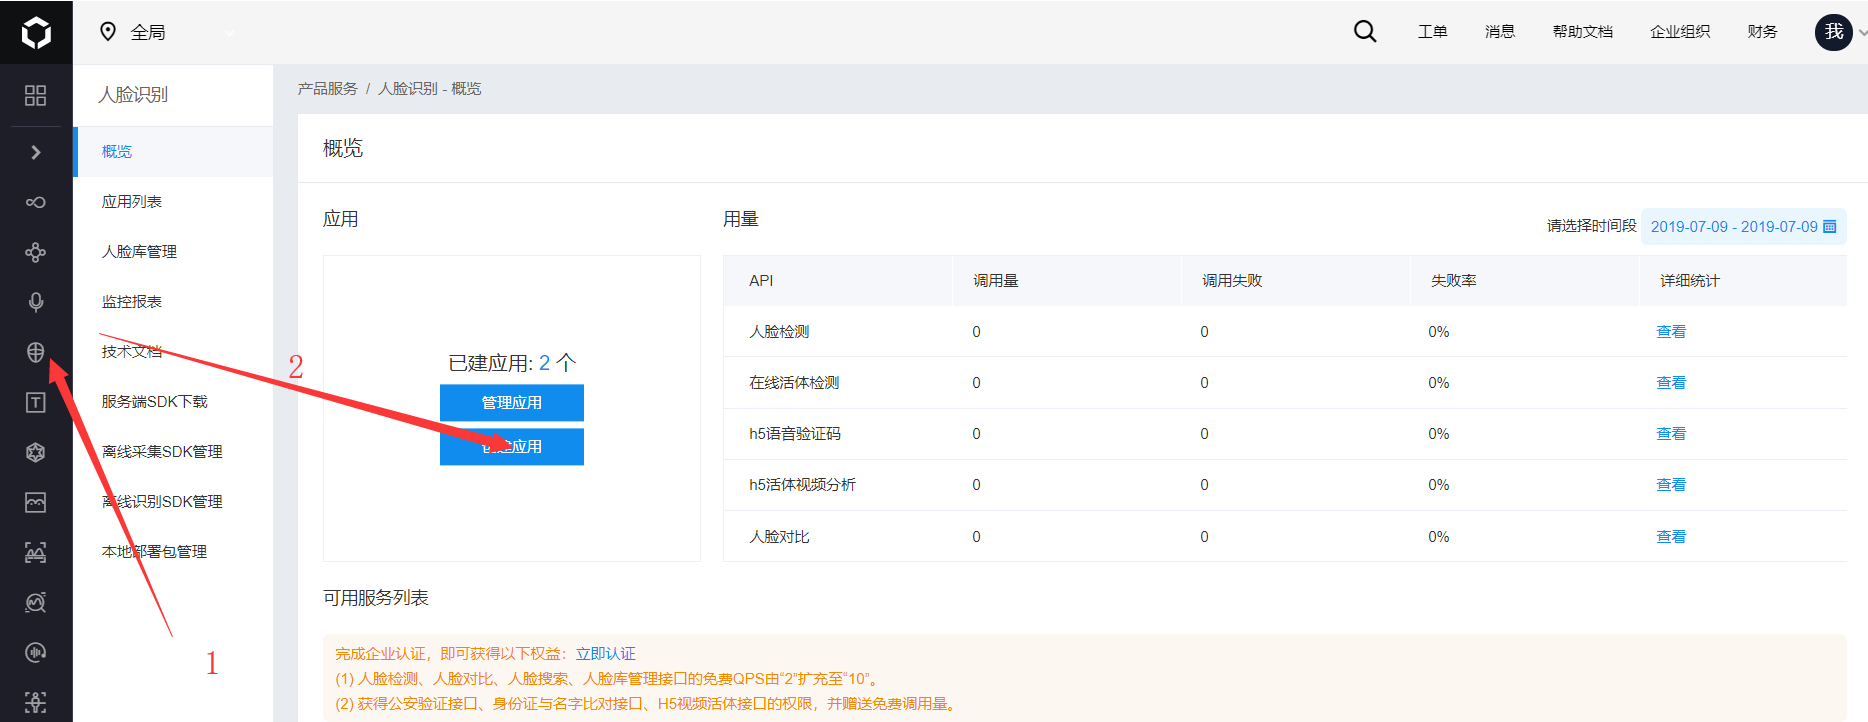 全局
工单
消息
帮助文档
企业组织
财务
我
人脸识别
概览
应用列表
人脸库管理
监控报表
技术文档
服务端SDK下载
离线采集SDK管理
离线识别SDK管理
本地部署包管理
1
2
产品服务 / 人脸识别 - 概览
概览
应用
已建应用: 2 个
管理应用
创建应用
用量
请选择时间段 2019-07-09 - 2019-07-09
API 调用量 调用失败 失败率 详细统计
人脸检测 0 0 0% 查看
在线活体检测 0 0 0% 查看
h5语音验证码 0 0 0% 查看
h5活体视频分析 0 0 0% 查看
人脸对比 0 0 0% 查看
可用服务列表
完成企业认证，即可获得以下权益：立即认证
(1) 人脸检测、人脸对比、人脸搜索、人脸库管理接口的免费QPS由“2”扩充至“10”。
(2) 获得公安验证接口、身份证与名字比对接口、H5视频活体接口的权限，并赠送免费调用量。